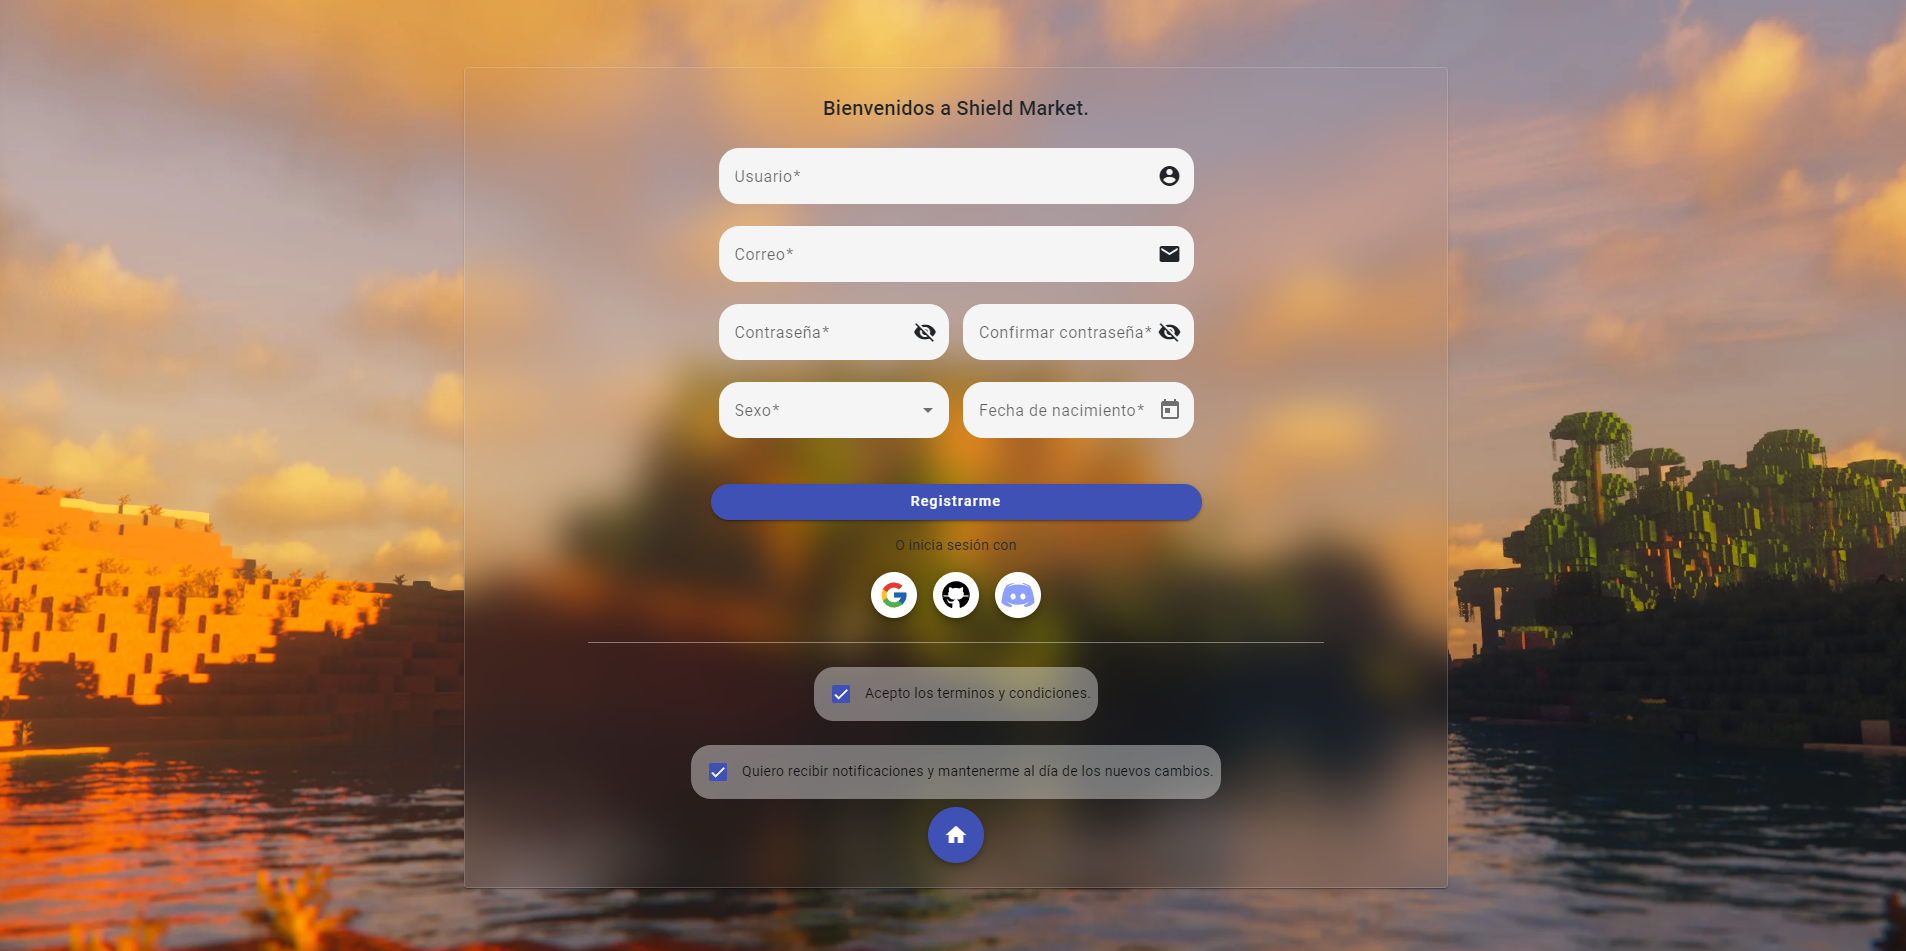 Bienvenidos a Shield Market.
Usuario*
Correo*
Contraseña*
Confirmar contraseña*
Sexo*
Fecha de nacimiento*
Registrarme
O inicia sesión con
Acepto los terminos y condiciones.
Quiero recibir notificaciones y mantenerme al día de los nuevos cambios.